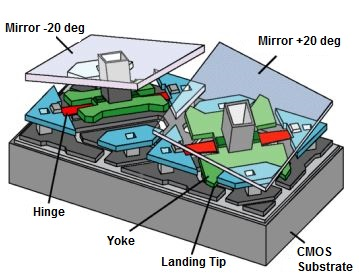 Mirror -20 deg
Mirror +20 deg
Hinge
Yoke
Landing Tip
CMOS
Substrate